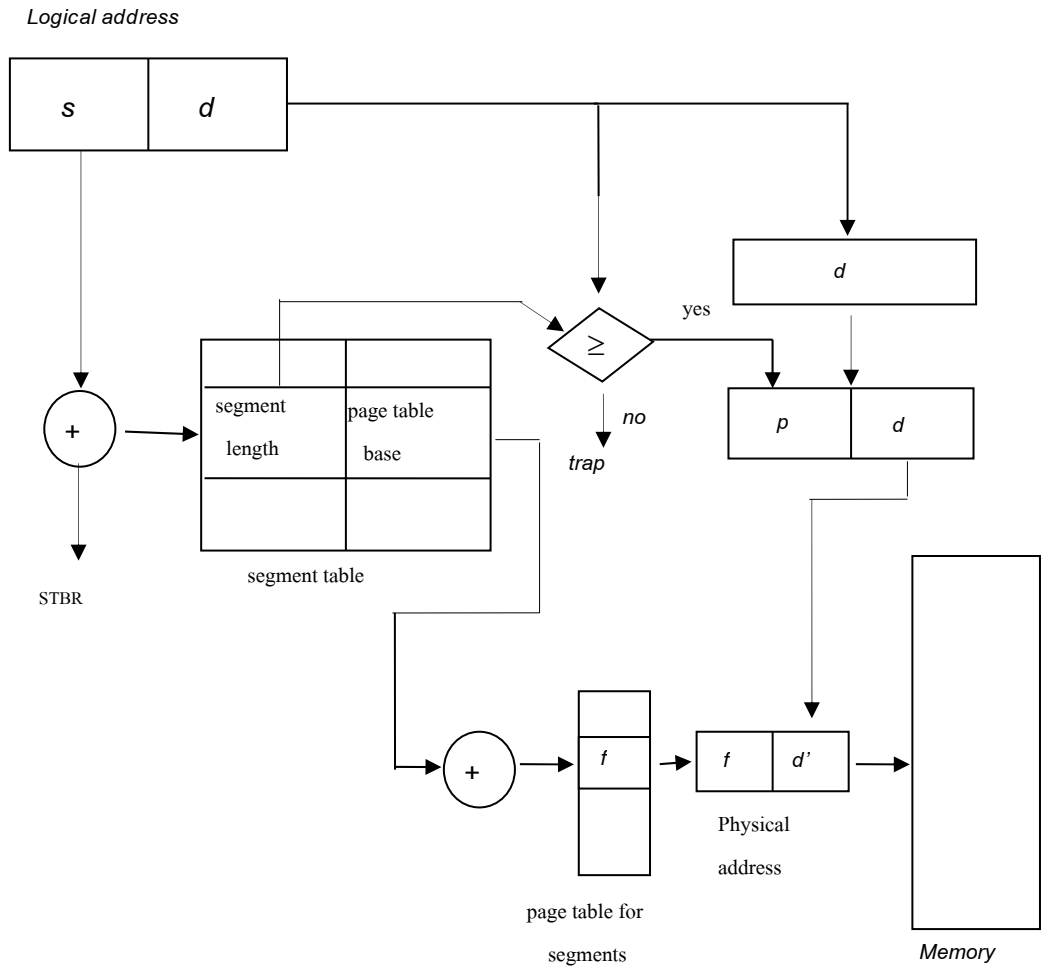 Logical address
s d
d
yes
≥
segment page table
length base
p d
no
trap
+
segment table
STBR
f
f d’
+
Physical
address
page table for
segments
Memory